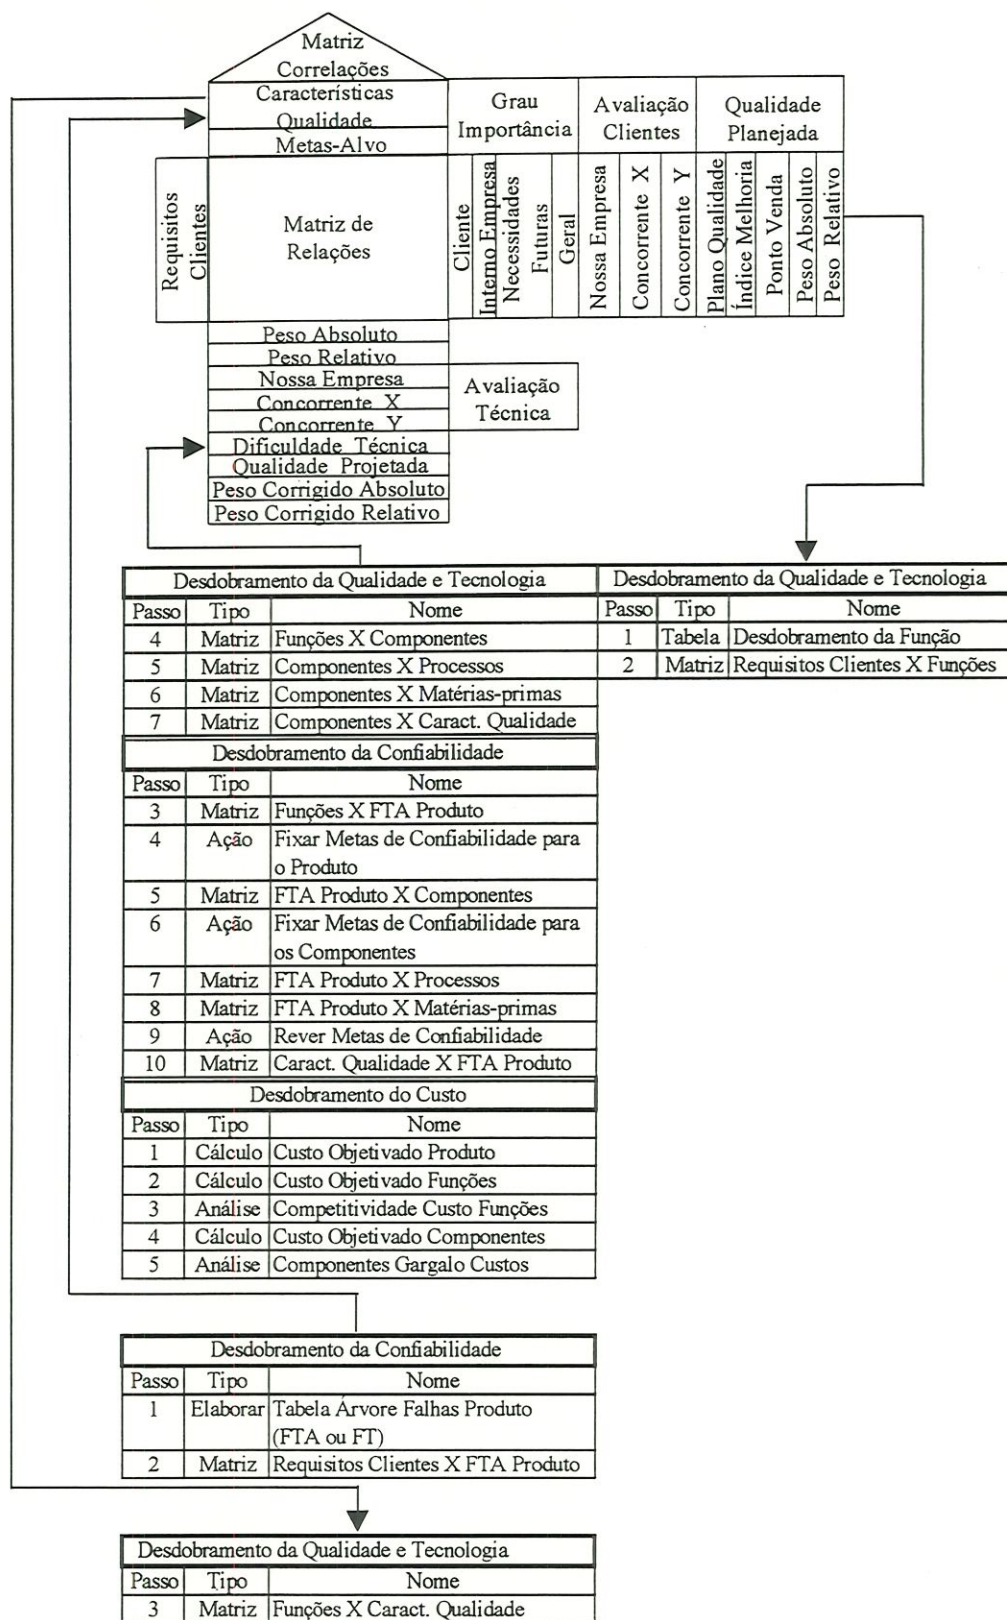 Matriz
Correlações
Características
Qualidade
Metas-Alvo
Grau
Importância
Avaliação
Clientes
Qualidade
Planejada
Requisitos
Clientes
Matriz de
Relações
Cliente
Interno Empresa
Necessidades
Futuras
Geral
Nossa Empresa
Concorrente X
Concorrente Y
Plano Qualidade
Índice Melhoria
Ponto Venda
Peso Absoluto
Peso Relativo
Peso Absoluto
Peso Relativo
Nossa Empresa
Concorrente X
Concorrente Y
Avaliação
Técnica
Dificuldade Técnica
Qualidade Projetada
Peso Corrigido Absoluto
Peso Corrigido Relativo
Desdobramento da Qualidade e Tecnologia
Passo Tipo Nome
4 Matriz Funções X Componentes
5 Matriz Componentes X Processos
6 Matriz Componentes X Matérias-primas
7 Matriz Componentes X Caract. Qualidade
Desdobramento da Qualidade e Tecnologia
Passo Tipo Nome
1 Tabela Desdobramento da Função
2 Matriz Requisitos Clientes X Funções
Desdobramento da Confiabilidade
Passo Tipo Nome
3 Matriz Funções X FTA Produto
4 Ação Fixar Metas de Confiabilidade para
o Produto
5 Matriz FTA Produto X Componentes
6 Ação Fixar Metas de Confiabilidade para
os Componentes
7 Matriz FTA Produto X Processos
8 Matriz FTA Produto X Matérias-primas
9 Ação Rever Metas de Confiabilidade
10 Matriz Caract. Qualidade X FTA Produto
Desdobramento do Custo
Passo Tipo Nome
1 Cálculo Custo Objetivado Produto
2 Cálculo Custo Objetivado Funções
3 Análise Competitividade Custo Funções
4 Cálculo Custo Objetivado Componentes
5 Análise Componentes Gargalo Custos
Desdobramento da Confiabilidade
Passo Tipo Nome
1 Elaborar Tabela Árvore Falhas Produto
(FTA ou FT)
2 Matriz Requisitos Clientes X FTA Produto
Desdobramento da Qualidade e Tecnologia
Passo Tipo Nome
3 Matriz Funções X Caract. Qualidade